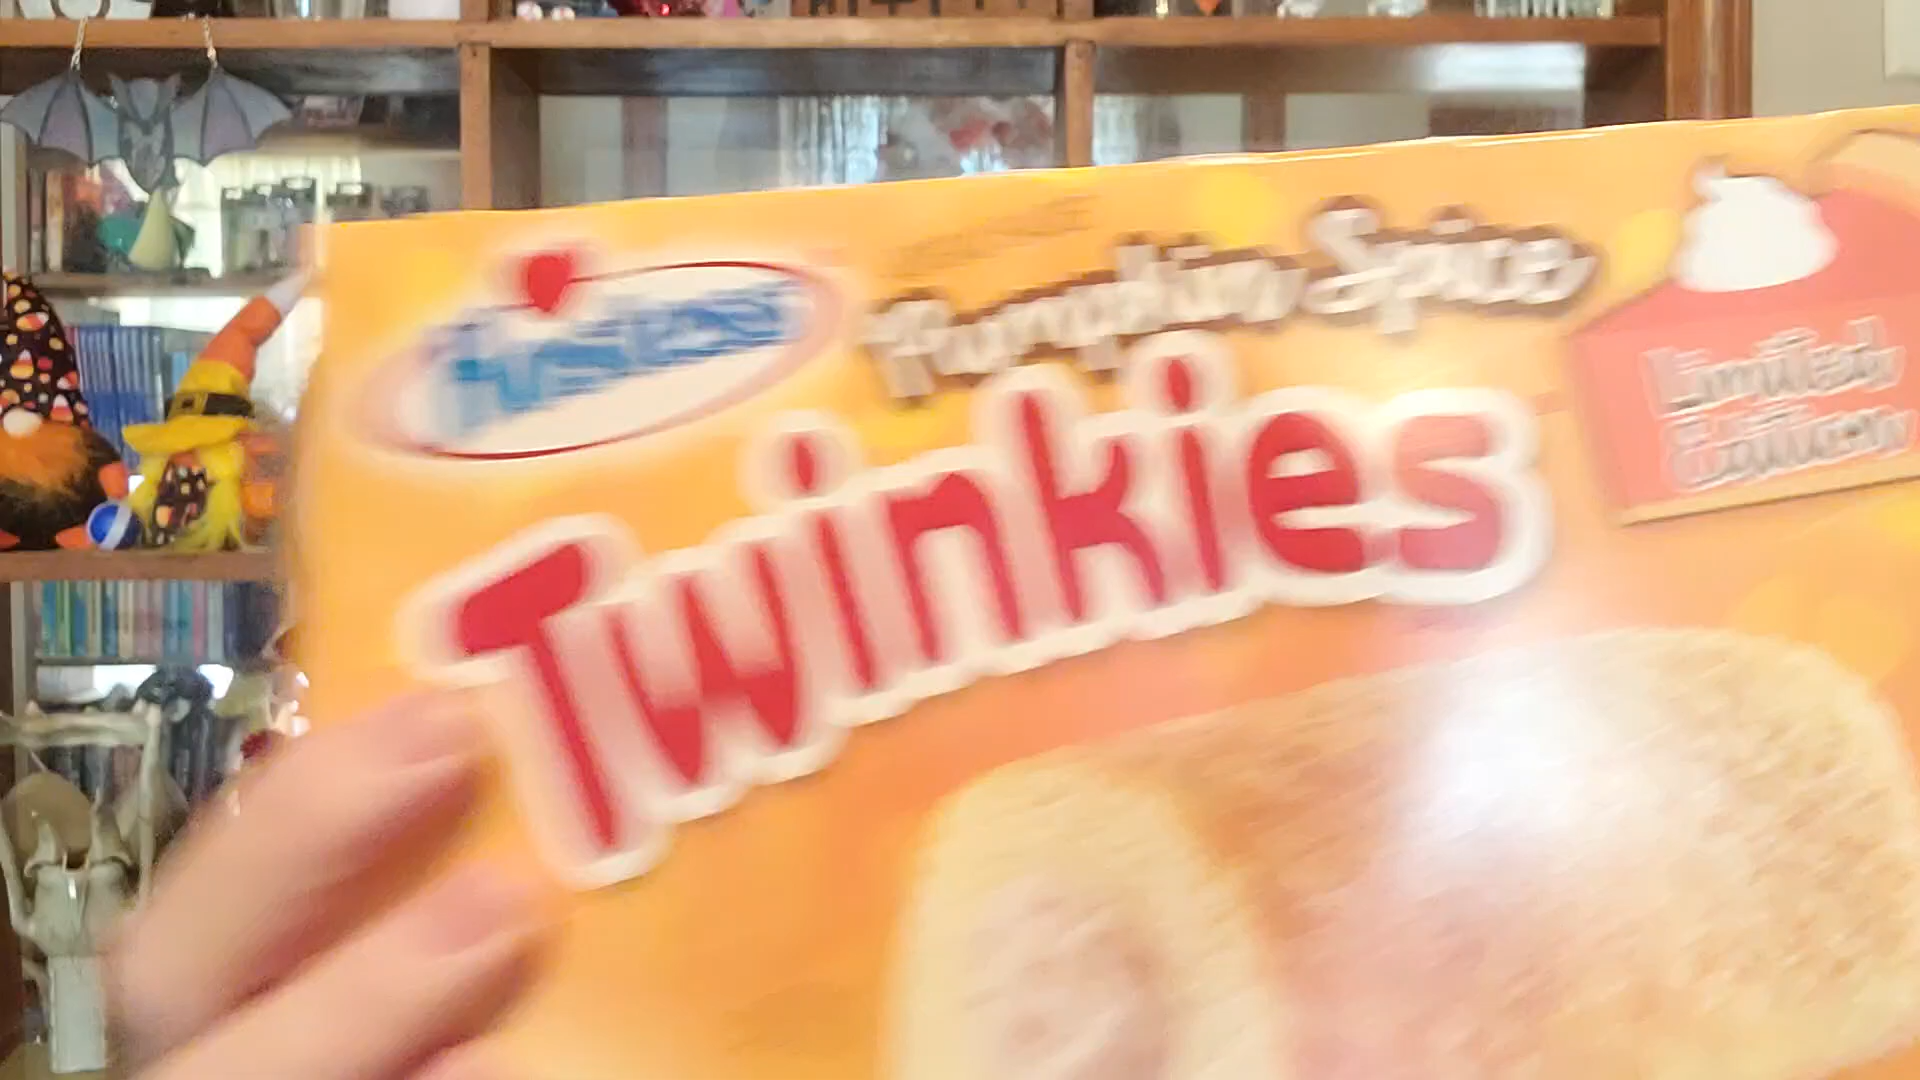 Hostess
Pumpkin Spice
Twinkies
Limited
Edition